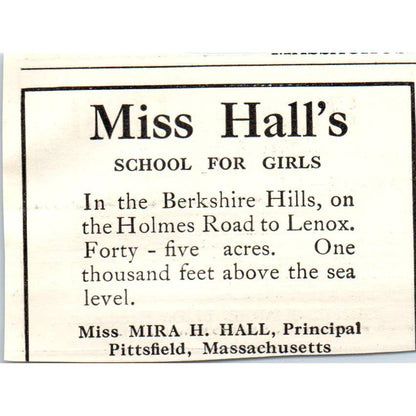 Miss Hall's
SCHOOL FOR GIRLS
In the Berkshire Hills, on
the Holmes Road to Lenox.
Forty - five acres. One
thousand feet above the sea
level.
Miss MIRA H. HALL, Principal
Pittsfield, Massachusetts